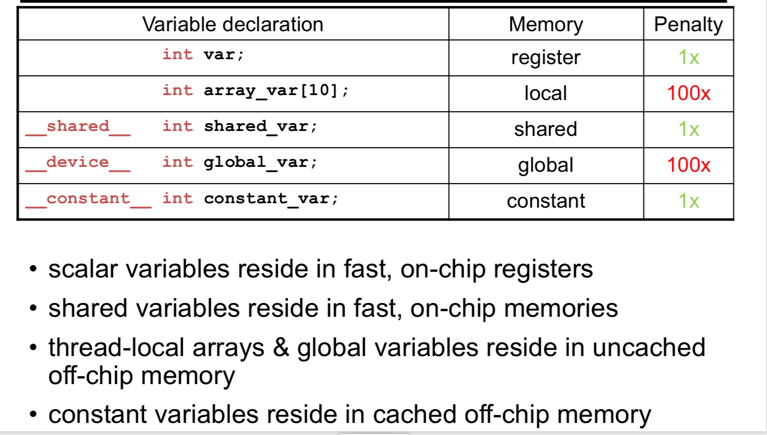 Variable declaration Memory Penalty
int var; register 1x
int array_var[10]; local 100x
__shared__ int shared_var; shared 1x
__device__ int global_var; global 100x
__constant__ int constant_var; constant 1x
• scalar variables reside in fast, on-chip registers
• shared variables reside in fast, on-chip memories
• thread-local arrays & global variables reside in uncached
off-chip memory
• constant variables reside in cached off-chip memory